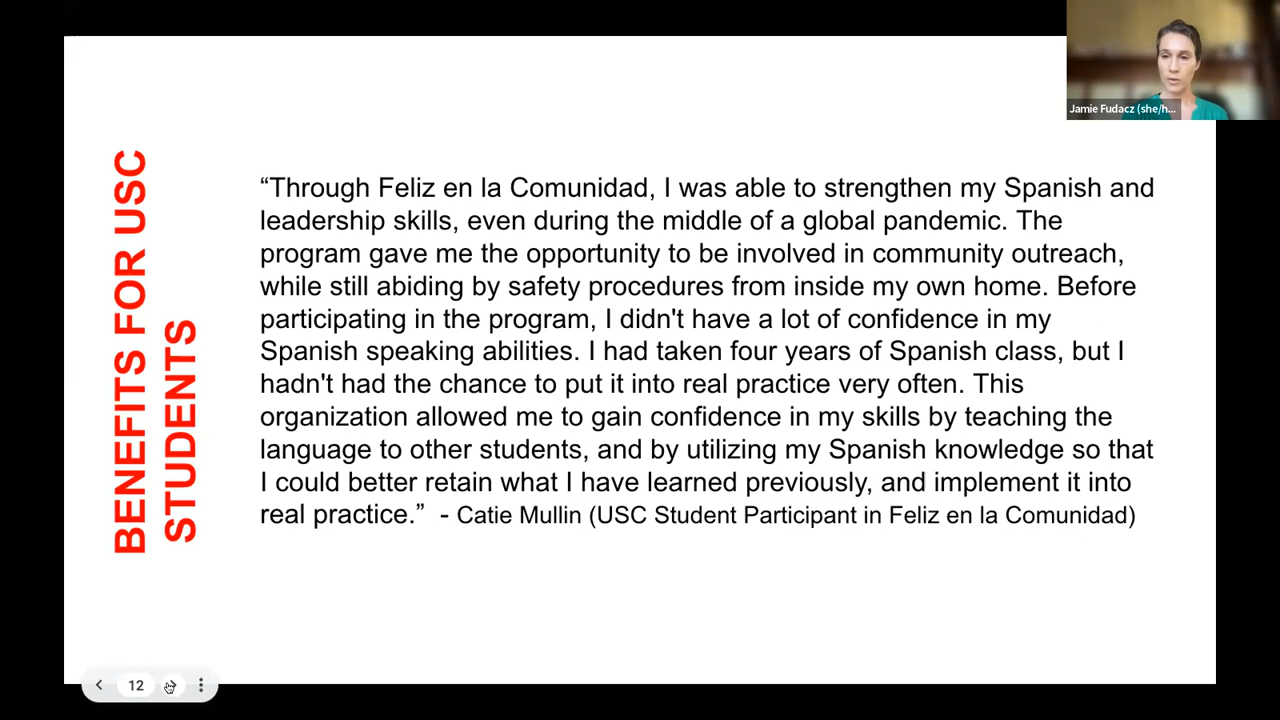 Jamie Fudacz (she/h...
BENEFITS FOR USC
STUDENTS
“Through Feliz en la Comunidad, I was able to strengthen my Spanish and
leadership skills, even during the middle of a global pandemic. The
program gave me the opportunity to be involved in community outreach,
while still abiding by safety procedures from inside my own home. Before
participating in the program, I didn't have a lot of confidence in my
Spanish speaking abilities. I had taken four years of Spanish class, but I
hadn't had the chance to put it into real practice very often. This
organization allowed me to gain confidence in my skills by teaching the
language to other students, and by utilizing my Spanish knowledge so that
I could better retain what I have learned previously, and implement it into
real practice.” - Catie Mullin (USC Student Participant in Feliz en la Comunidad)
12